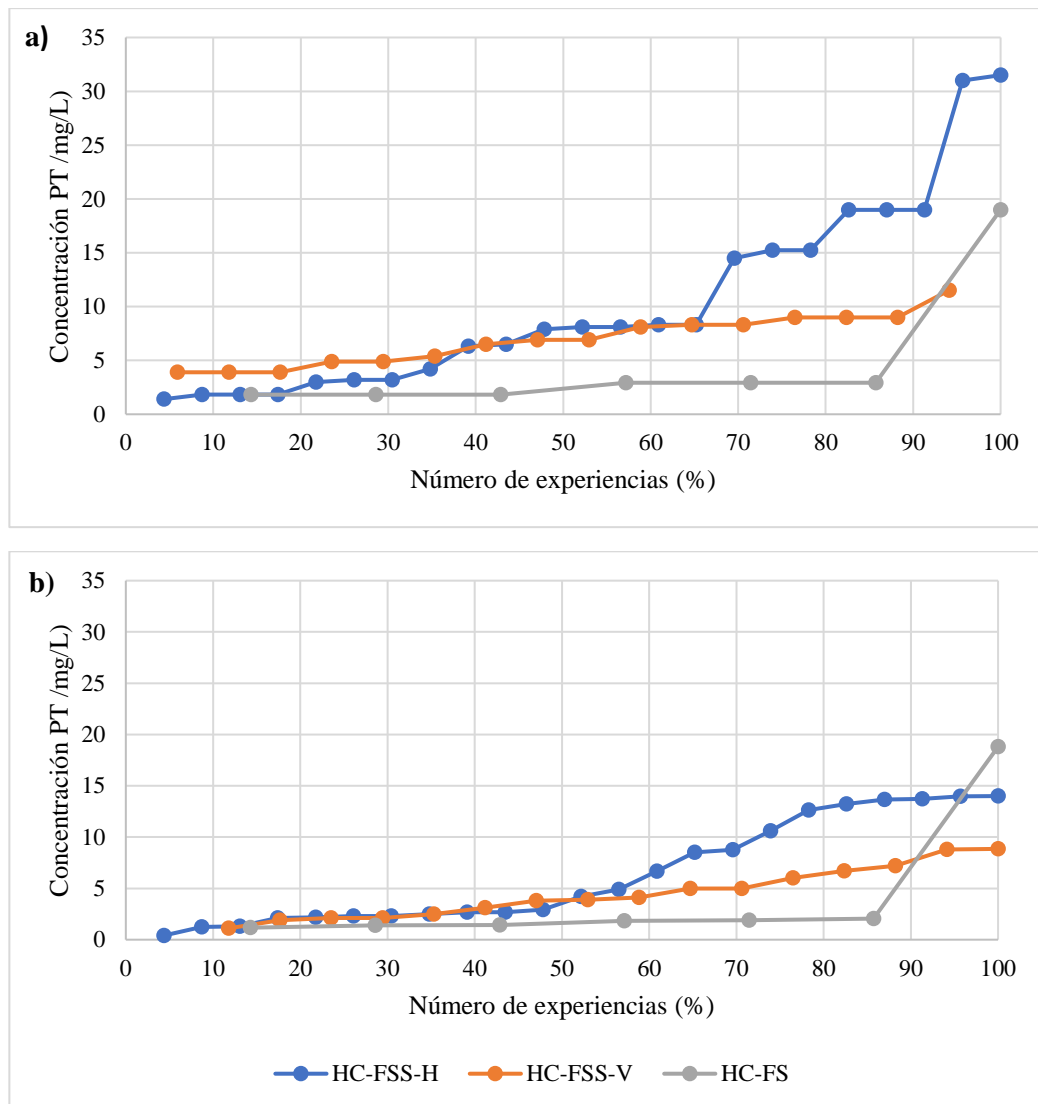 a)
Concentración PT /mg/L)
35
30
25
20
15
10
5
0
0 10 20 30 40 50 60 70 80 90 100
Número de experiencias (%)
b)
Concentración PT /mg/L)
35
30
25
20
15
10
5
0
0 10 20 30 40 50 60 70 80 90 100
Número de experiencias (%)
HC-FSS-H HC-FSS-V HC-FS